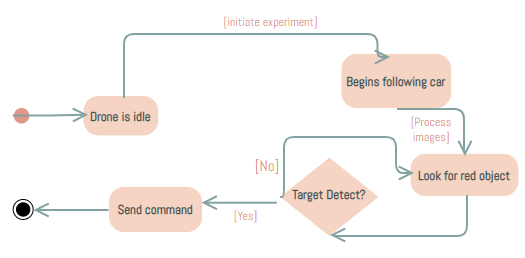 [initiate experiment]
Begins following car
Drone is idle
[Process
images]
[No]
Look for red object
Target Detect?
Send command
[Yes]